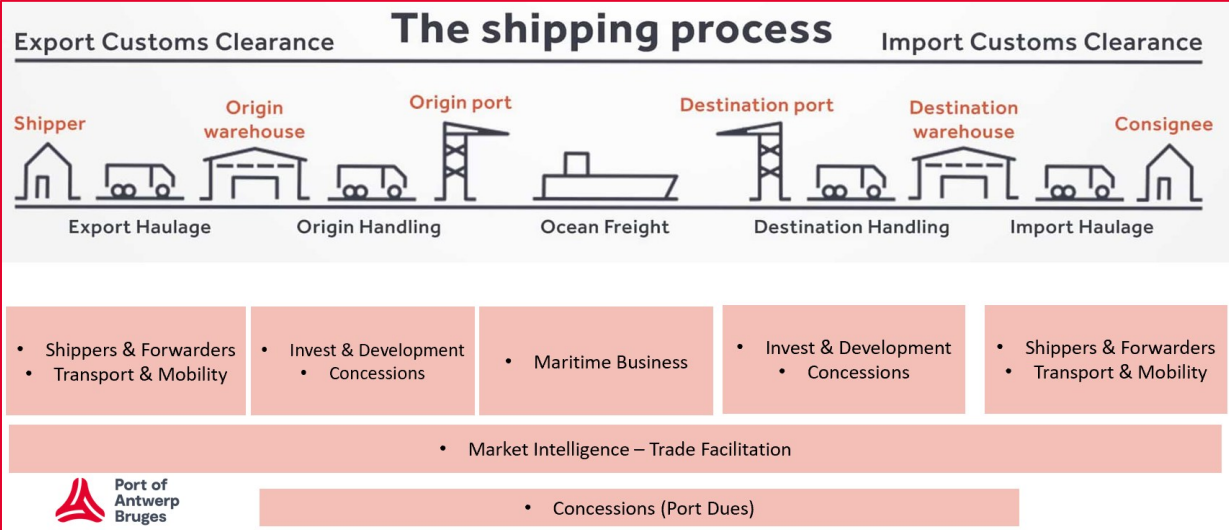 The shipping process
Export Customs Clearance
Import Customs Clearance
Shipper
Origin
warehouse
Origin port
Destination port
Destination
warehouse
Consignee
Export Haulage
Origin Handling
Ocean Freight
Destination Handling
Import Haulage
• Shippers & Forwarders
• Transport & Mobility
• Invest & Development
• Concessions
• Maritime Business
• Invest & Development
• Concessions
• Shippers & Forwarders
• Transport & Mobility
• Market Intelligence – Trade Facilitation
Port of
Antwerp
Bruges
• Concessions (Port Dues)